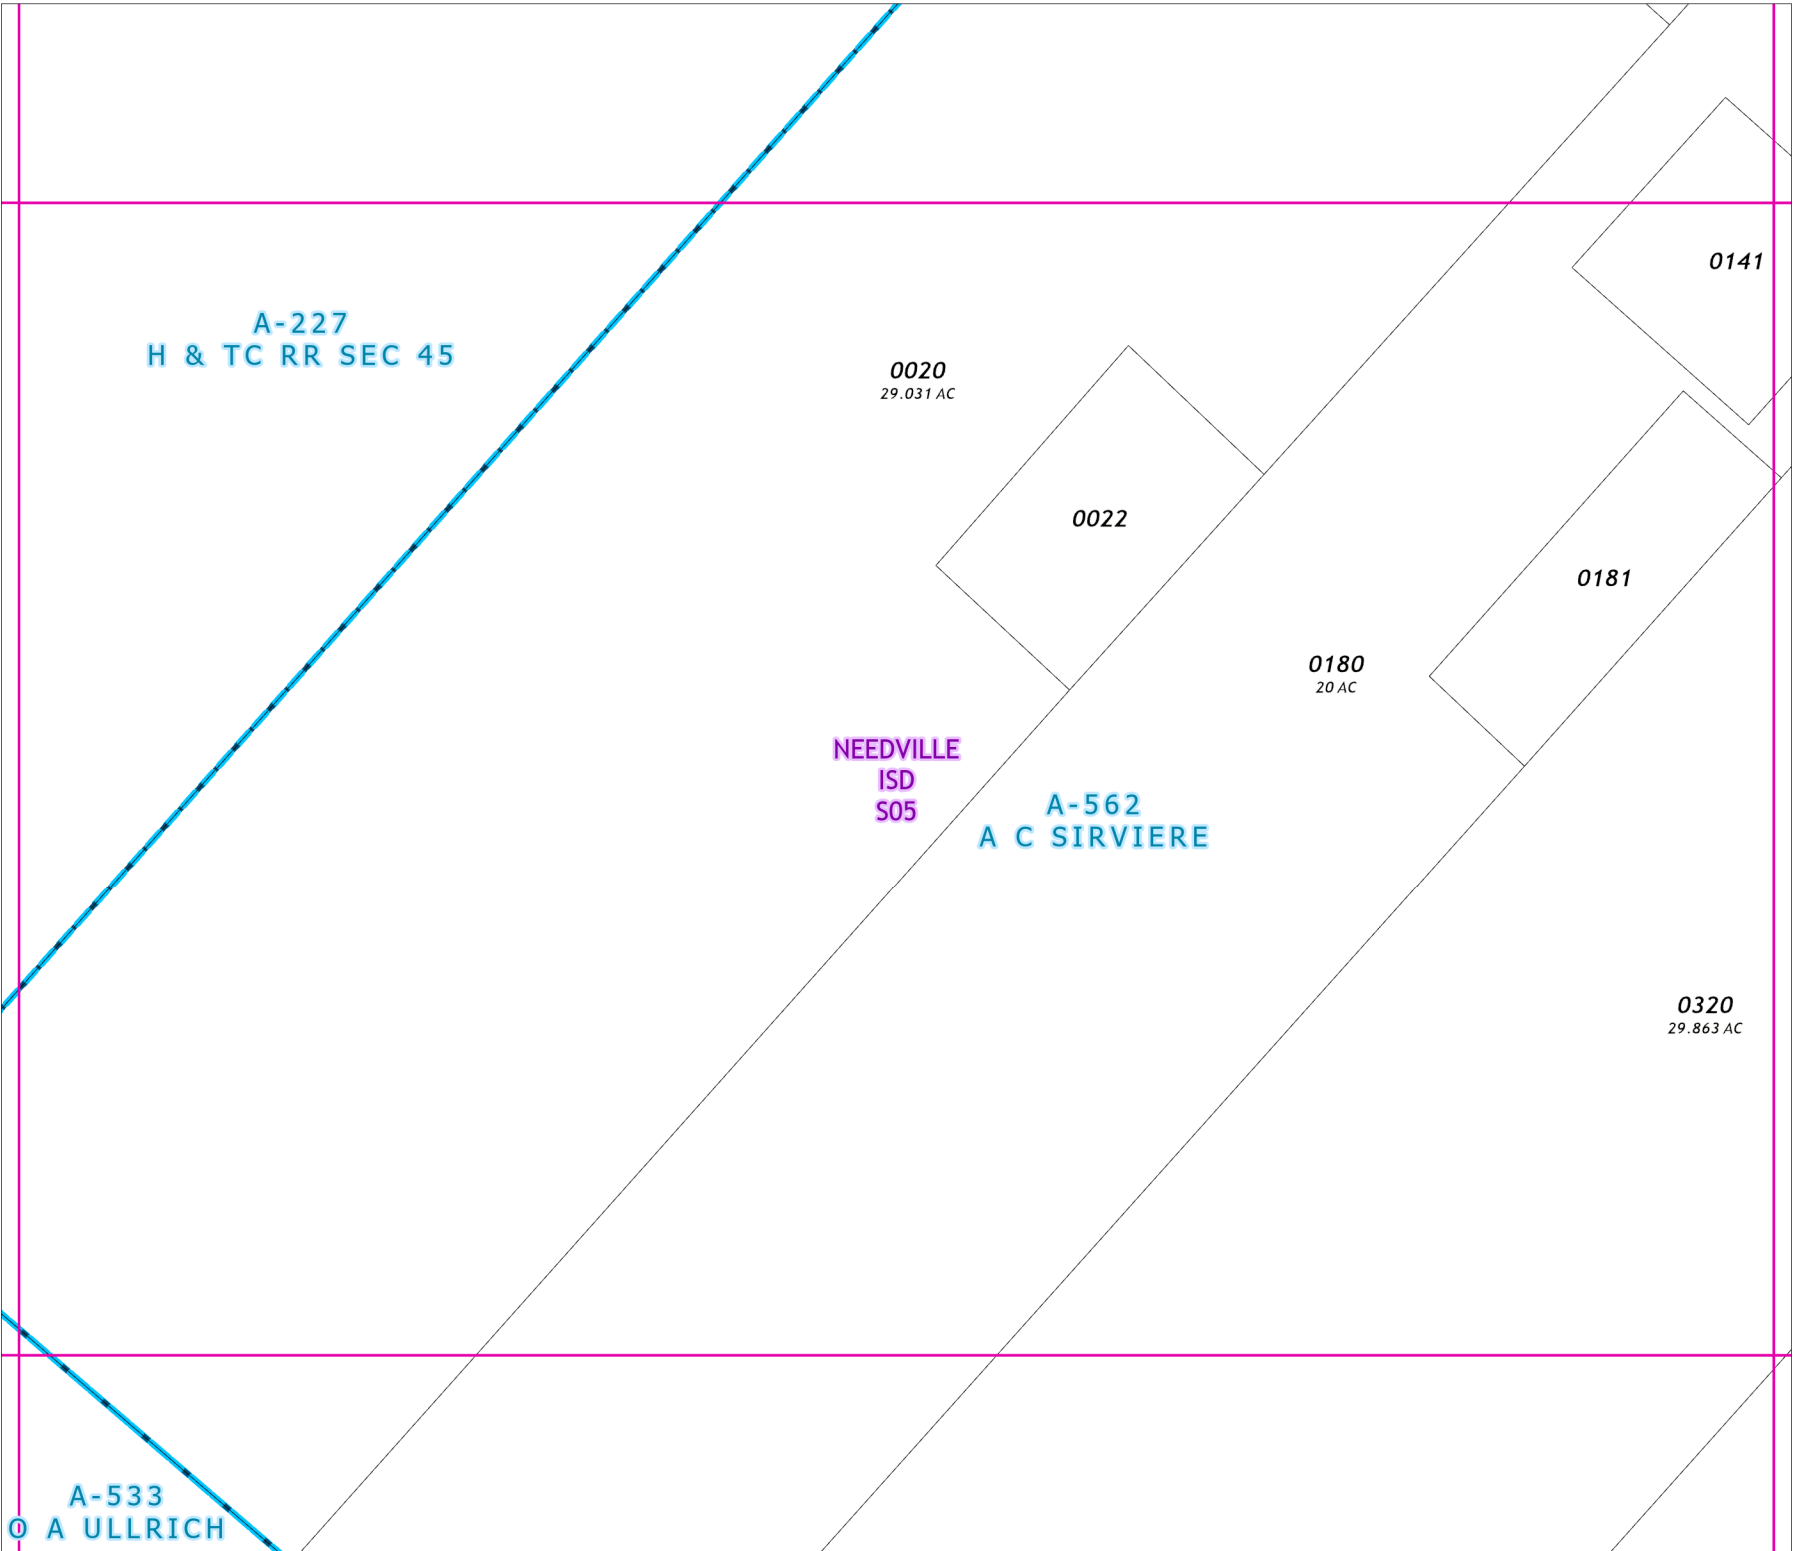 0141
A-227
H & TC RR SEC 45
0020
29.031 AC
0022
0181
0180
20 AC
NEEDVILLE
ISD
S05
A-562
A C SIRVIERE
0320
29.863 AC
A-533
O A ULLRICH